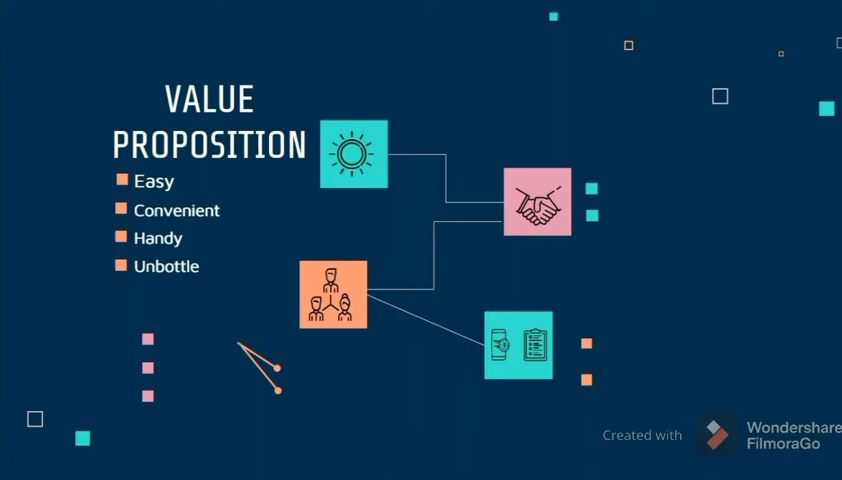 VALUE
PROPOSITION
Easy
Convenient
Handy
Unbottle
Created with
Wondershare
FilmoraGo